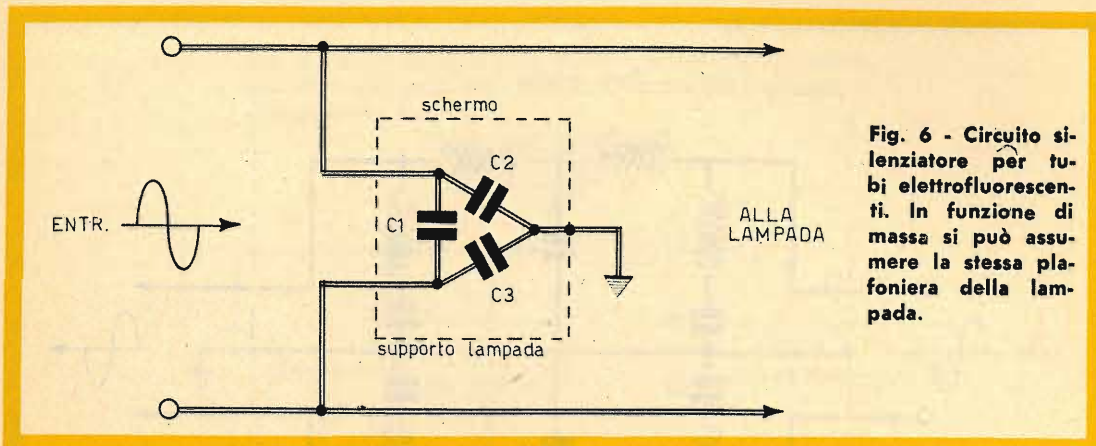 schermo
C2
ENTR.
C1
C3
ALLA
LAMPADA
supporto lampada
Fig. 6 - Circuito si-
lenziatore per tu-
bi elettrofluorescen-
ti. In funzione di
massa si può assu-
mere la stessa pla-
foniera della lam-
pada.